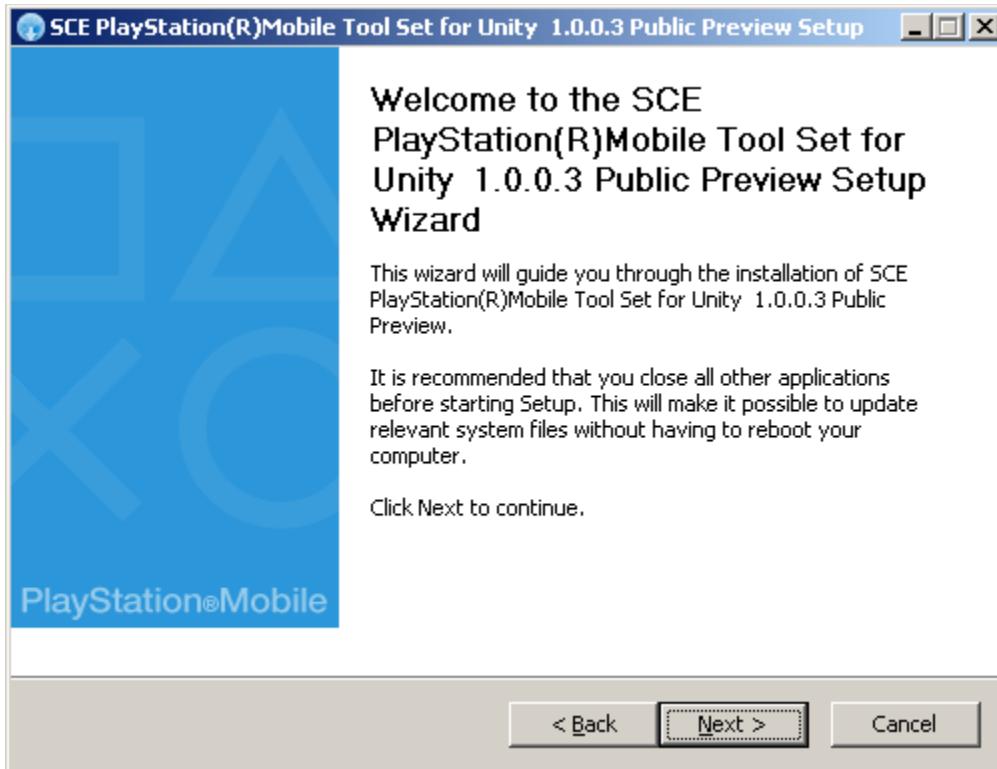 SCE PlayStation(R)Mobile Tool Set for Unity  1.0.0.3 Public Preview Setup
Welcome to the SCE
PlayStation(R)Mobile Tool Set for
Unity  1.0.0.3 Public Preview Setup
Wizard
This wizard will guide you through the installation of SCE
PlayStation(R)Mobile Tool Set for Unity  1.0.0.3 Public
Preview.
It is recommended that you close all other applications
before starting Setup. This will make it possible to update
relevant system files without having to reboot your
computer.
Click Next to continue.
PlayStation®Mobile
< Back
Next >
Cancel